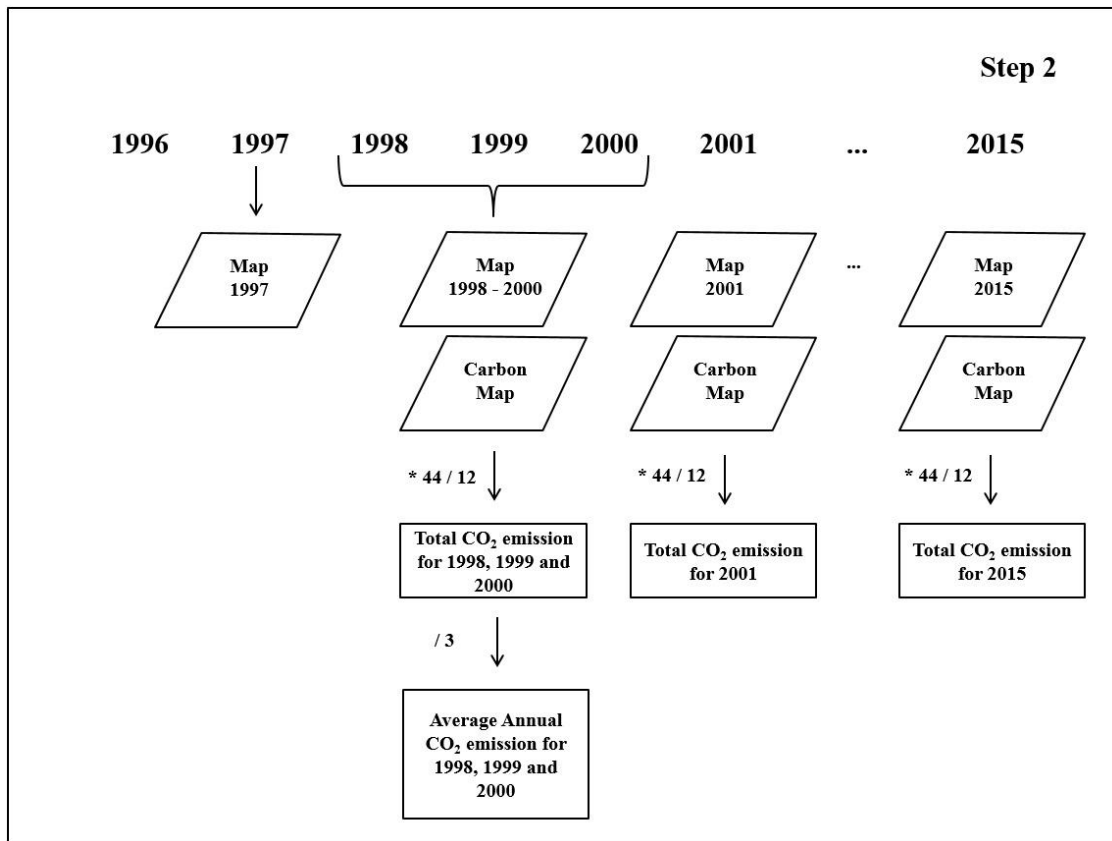 Step 2
1996 1997 1998 1999 2000 2001 ... 2015
Map
1997
Map
1998 - 2000
Map
2001
...
Map
2015
Carbon
Map
Carbon
Map
Carbon
Map
* 44 / 12
* 44 / 12
* 44 / 12
Total CO₂ emission
for 1998, 1999 and
2000
Total CO₂ emission
for 2001
Total CO₂ emission
for 2015
/ 3
Average Annual
CO₂ emission for
1998, 1999 and
2000